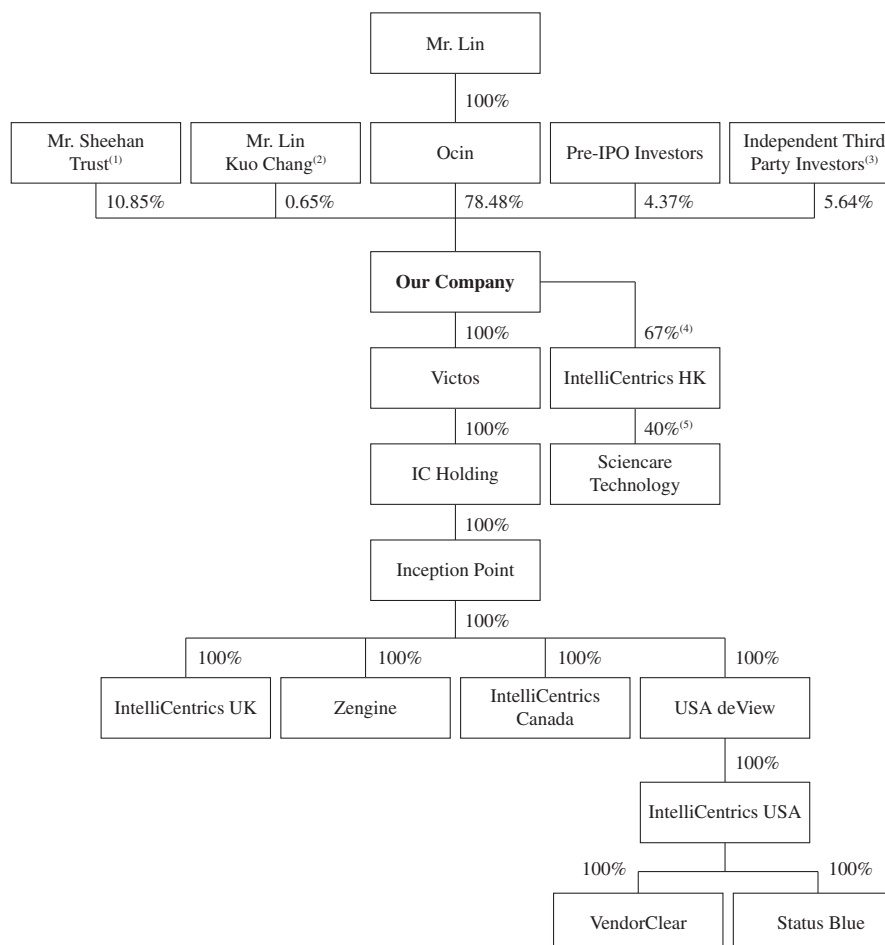 Mr. Lin
100%
Mr. Sheehan
Trust(1)
Mr. Lin
Kuo Chang(2)
Ocin
Pre-IPO Investors
Independent Third
Party Investors(3)
10.85%
0.65%
78.48%
4.37%
5.64%
Our Company
100%
67%(4)
Victos
IntelliCentrics HK
100%
40%(5)
IC Holding
Sciencare
Technology
100%
Inception Point
100%
100%
100%
100%
100%
IntelliCentrics UK
Zengine
IntelliCentrics
Canada
USA deView
100%
IntelliCentrics USA
100%
100%
VendorClear
Status Blue